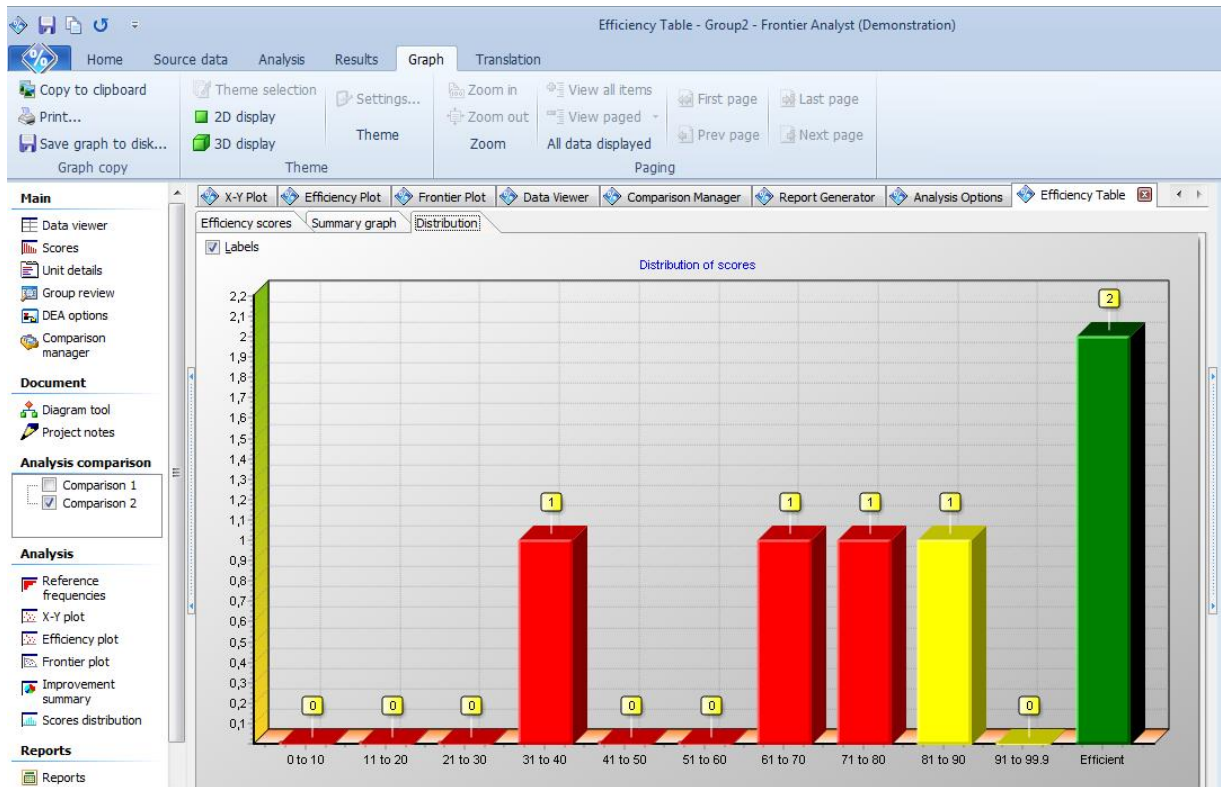 Efficiency Table - Group2 - Frontier Analyst (Demonstration)
Home Source data Analysis Results Graph Translation
Copy to clipboard
Print...
Save graph to disk...
Graph copy
Theme selection
2D display
3D display
Settings...
Theme
Theme
Zoom in
Zoom out
Zoom
View all items
View paged
All data displayed
First page
Prev page
Last page
Next page
Paging
Main
Data viewer
Scores
Unit details
Group review
DEA options
Comparison
manager
Document
Diagram tool
Project notes
Analysis comparison
Comparison 1
Comparison 2
Analysis
Reference
frequencies
X-Y plot
Efficiency plot
Frontier plot
Improvement
summary
Scores distribution
Reports
Reports
X-Y Plot Efficiency Plot Frontier Plot Data Viewer Comparison Manager Report Generator Analysis Options Efficiency Table
Efficiency scores Summary graph Distribution
Labels
Distribution of scores
2,2
2,1
2
1,9
1,8
1,7
1,6
1,5
1,4
1,3
1,2
1,1
1
0,9
0,8
0,7
0,6
0,5
0,4
0,3
0,2
0,1
0 0 0 1 0 0 1 1 1 0 2
0 to 10 11 to 20 21 to 30 31 to 40 41 to 50 51 to 60 61 to 70 71 to 80 81 to 90 91 to 99.9 Efficient